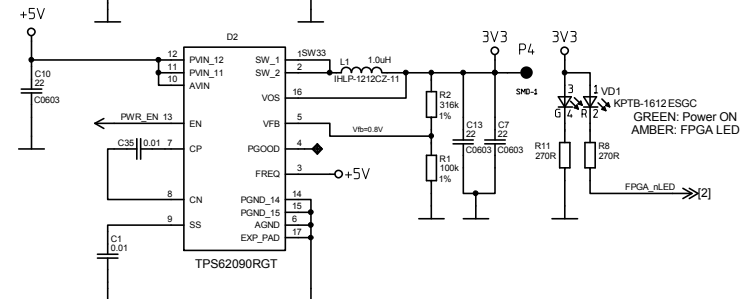 +5V
D2
3V3
P4
3V3
C10
22
C0603
12
11
10
PVIN_12
PVIN_11
AVIN
SW_1
SW_2
1
2
SW33
L1
1.0uH
IHLP-1212CZ-11
SMD-1
VOS
16
R2
316k
1%
C13
22
C0603
C7
22
C0603
3
4
G
1
2
R
VD1
KPTB-1612ESGC
GREEN: Power ON
AMBER: FPGA LED
PWR_EN
13
EN
VFB
5
Vfb=0.8V
C35
0.01
7
CP
PGOOD
4
R1
100k
1%
R11
270R
R8
270R
FREQ
3
+5V
8
CN
PGND_14
14
PGND_15
15
AGND
6
EXP_PAD
17
FPGA_nLED
[2]
9
SS
C1
0.01
TPS62090RGT